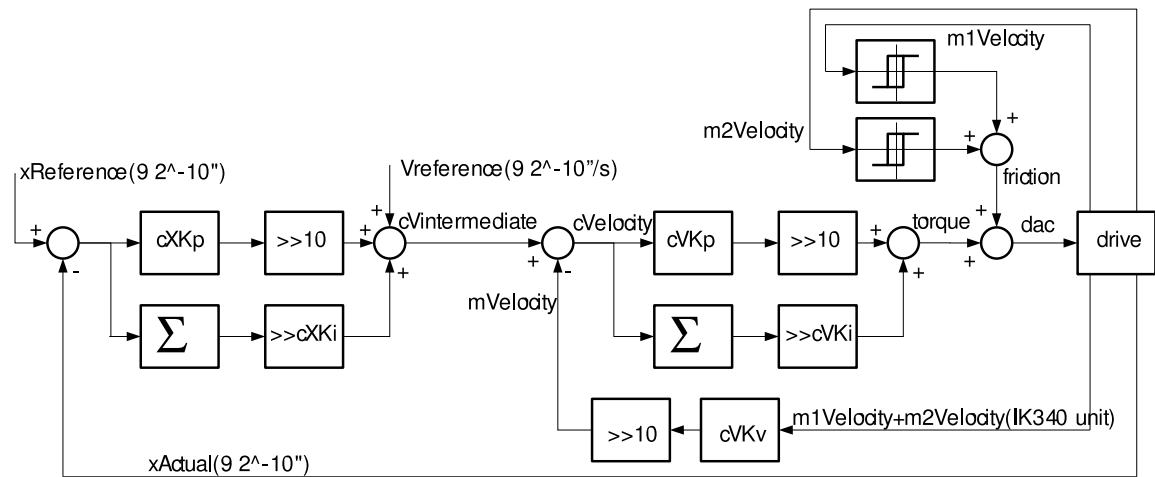 m1Velocity
m2Velocity
+
+
xReference(9 2^-10")
Vreference(9 2^-10"/s)
friction
+
cXKp
>>10
+
+
cVintermediate
+
cVelocity
cVKp
>>10
+
torque
+
+
dac
drive
-
+
-
+
+
mVelocity
Σ
>>cXKi
Σ
>>cVKi
>>10
cVKv
m1Velocity+m2Velocity(IK340 unit)
xActual(9 2^-10")